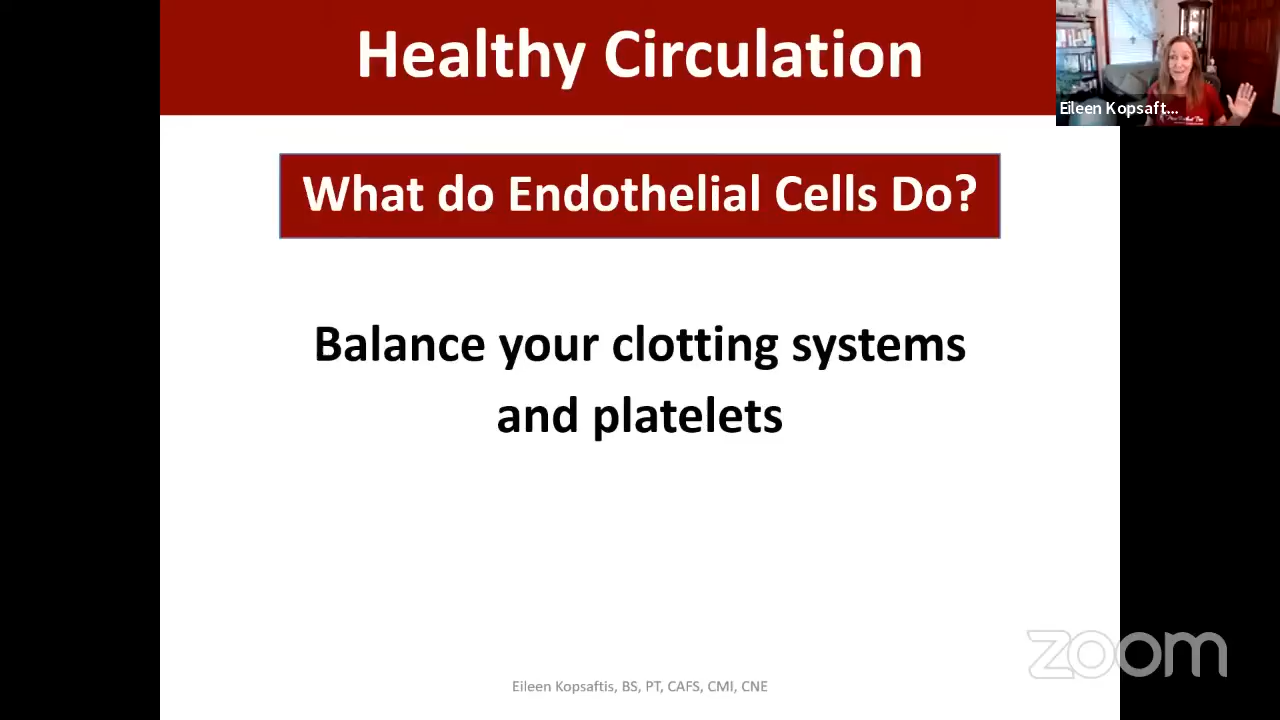 Healthy Circulation
Eileen Kopsaft...
What do Endothelial Cells Do?
Balance your clotting systems
and platelets
zoom
Eileen Kopsaftis, BS, PT, CAFS, CMI, CNE